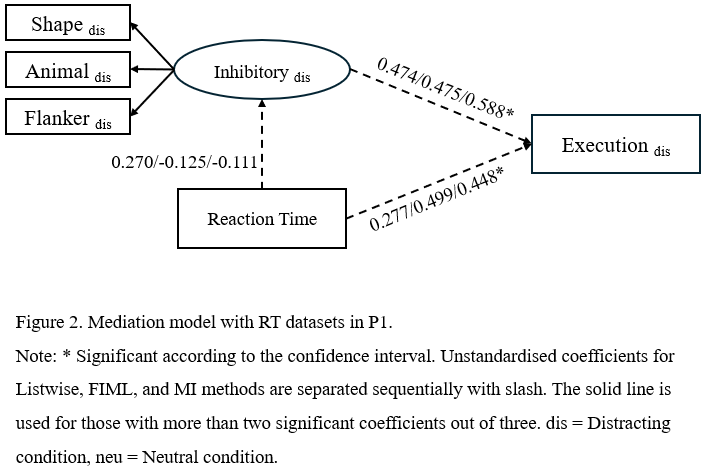 Shape dis
Animal dis
Flanker dis
Inhibitory dis
0.474/0.475/0.588*
Execution dis
0.270/-0.125/-0.111
0.277/0.499/0.448*
Reaction Time
Figure 2. Mediation model with RT datasets in P1.
Note: * Significant according to the confidence interval. Unstandardised coefficients for
Listwise, FIML, and MI methods are separated sequentially with slash. The solid line is
used for those with more than two significant coefficients out of three. dis = Distracting
condition, neu = Neutral condition.